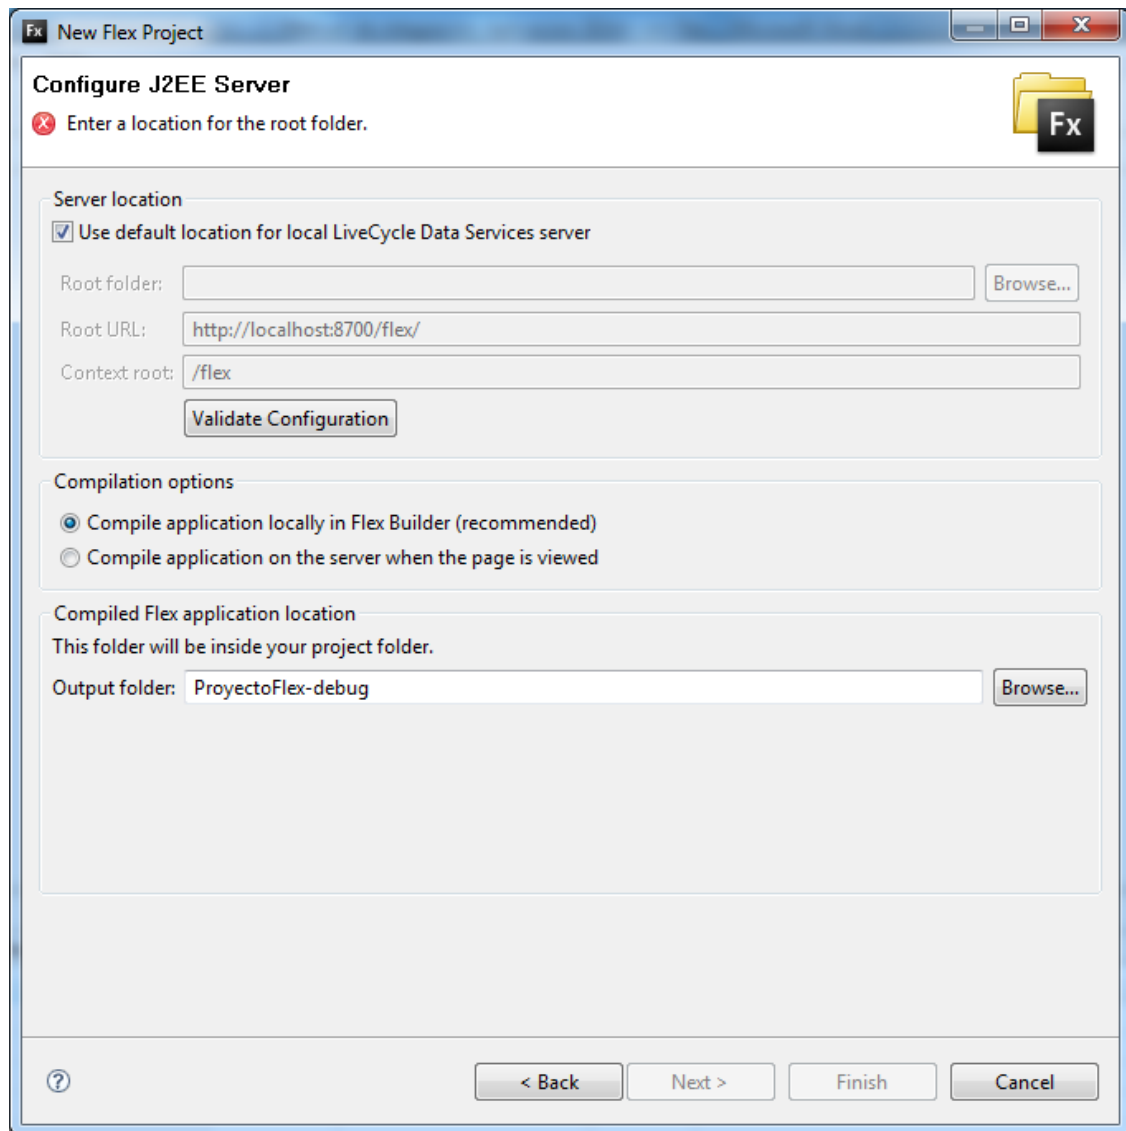 Fx New Flex Project
Configure J2EE Server
Enter a location for the root folder.
Fx
Server location
Use default location for local LiveCycle Data Services server
Root folder: Browse...
Root URL: http://localhost:8700/flex/
Context root: /flex
Validate Configuration
Compilation options
Compile application locally in Flex Builder (recommended)
Compile application on the server when the page is viewed
Compiled Flex application location
This folder will be inside your project folder.
Output folder: ProyectoFlex-debug Browse...
? < Back Next > Finish Cancel